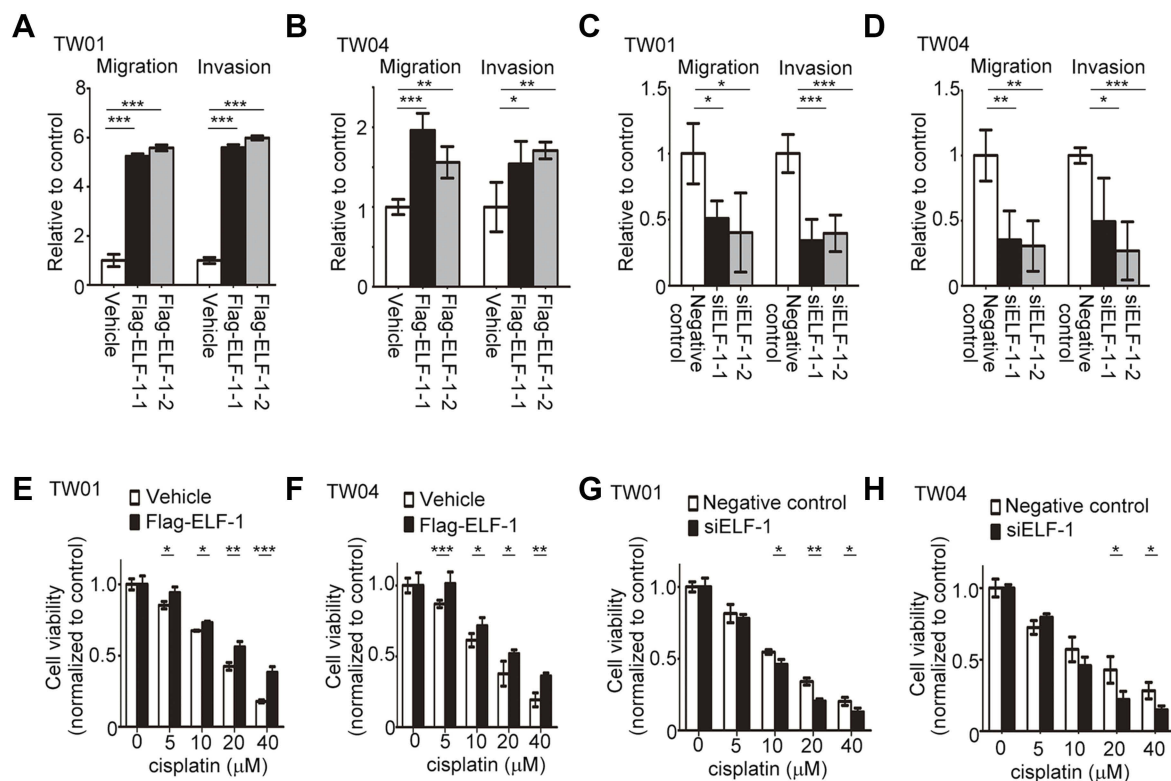 A
TW01
Migration Invasion
*** ***
*** ***
Relative to control
8
6
4
2
0
Vehicle
Flag-ELF-1-1
Flag-ELF-1-2
Vehicle
Flag-ELF-1-1
Flag-ELF-1-2
B
TW04
Migration Invasion
** **
*** *
Relative to control
2
1
0
Vehicle
Flag-ELF-1-1
Flag-ELF-1-2
Vehicle
Flag-ELF-1-1
Flag-ELF-1-2
C
TW01
Migration Invasion
* ***
* ***
Relative to control
1.5
1
0.5
0
Negative
control
siELF-1-1
siELF-1-2
Negative
control
siELF-1-1
siELF-1-2
D
TW04
Migration Invasion
** ***
** *
Relative to control
1.5
1
0.5
0
Negative
control
siELF-1-1
siELF-1-2
Negative
control
siELF-1-1
siELF-1-2
E
TW01
Vehicle
Flag-ELF-1
* * ** ***
Cell viability
(normalized to control)
1.0
0.5
0
0 5 10 20 40
cisplatin (μM)
F
TW04
Vehicle
Flag-ELF-1
*** * * **
Cell viability
(normalized to control)
1.0
0.5
0
0 5 10 20 40
cisplatin (μM)
G
TW01
Negative control
siELF-1
* ** *
Cell viability
(normalized to control)
1.0
0.5
0
0 5 10 20 40
cisplatin (μM)
H
TW04
Negative control
siELF-1
* *
Cell viability
(normalized to control)
1.0
0.5
0
0 5 10 20 40
cisplatin (μM)